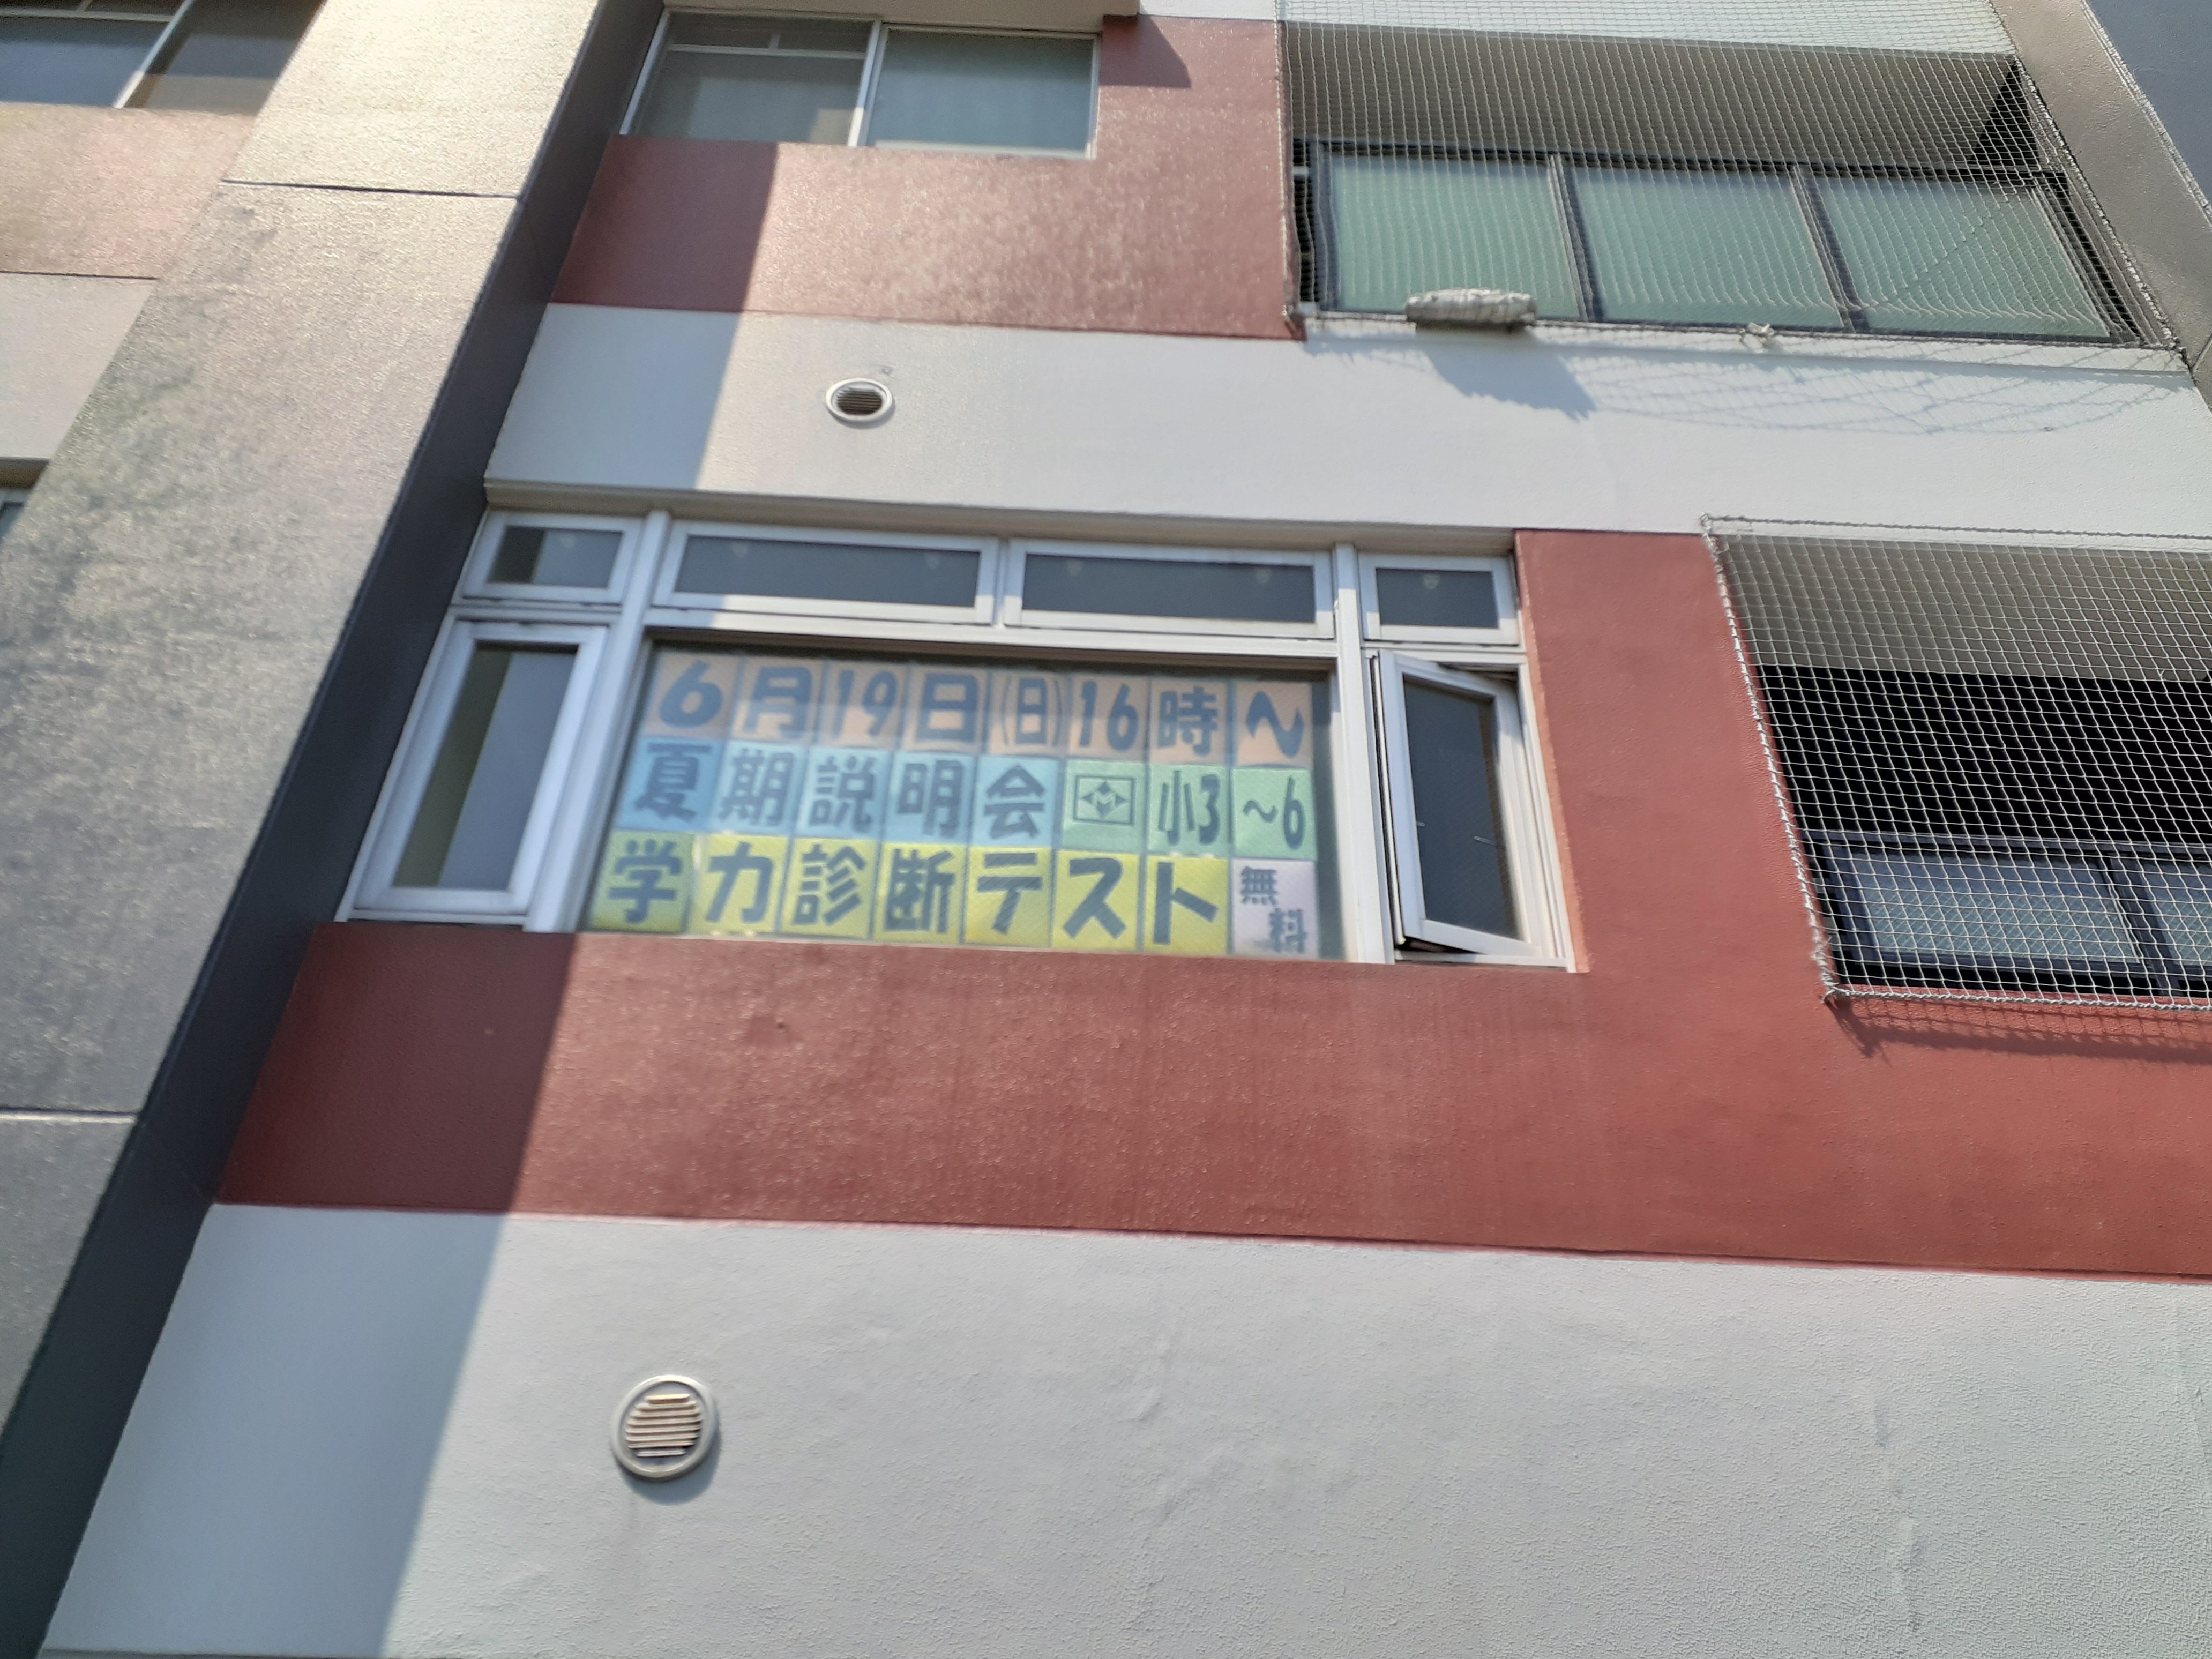 6月19日(日)16時～
夏期説明会 M 小3～6
学力診断テスト 無料